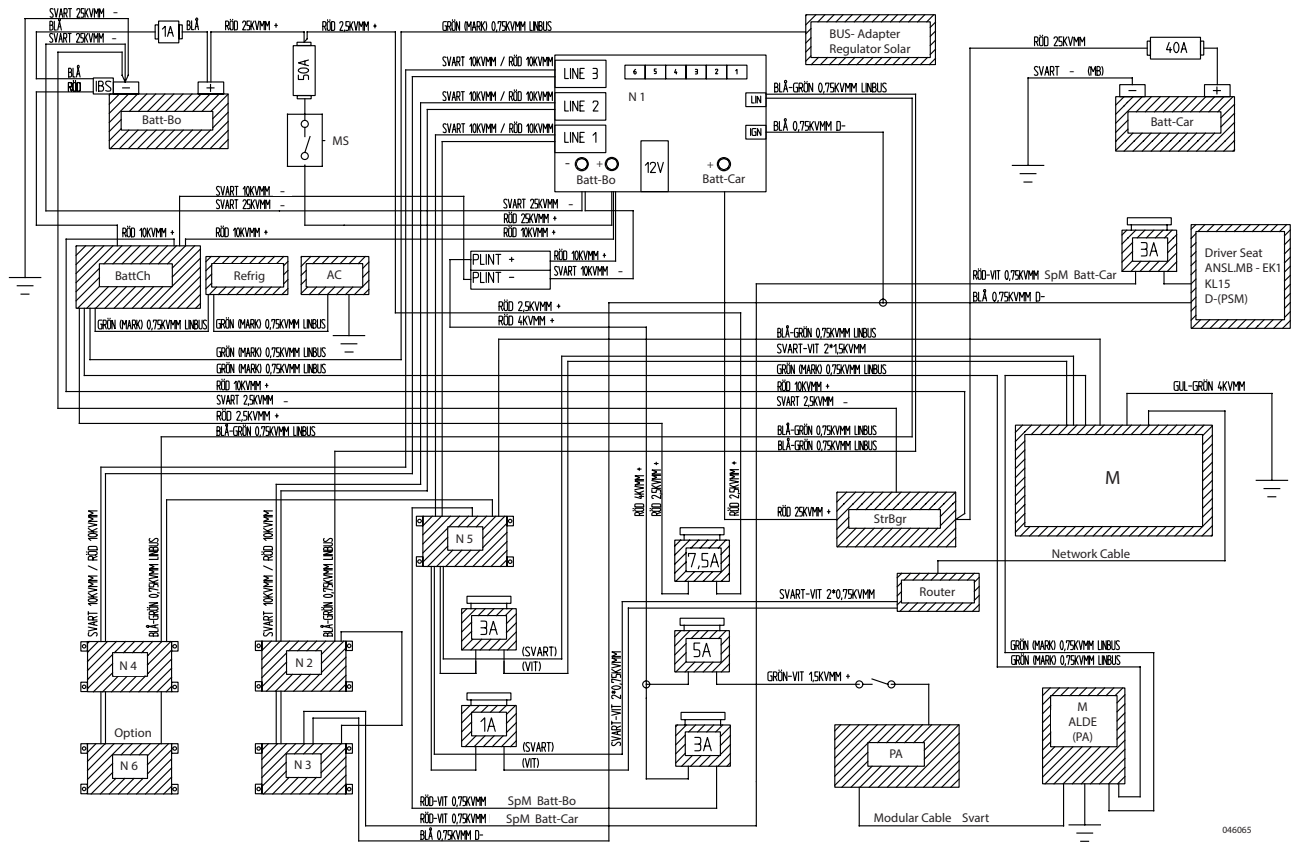 SVART 25KVMM -
BLÅ
SVART 25KVMM -
1A
BLÅ
RÖD 25KVMM +
RÖD 2,5KVMM +
GRÖN (MARK) 0,75KVMM LINBUS
BUS- Adapter
Regulator Solar
RÖD 25KVMM
40A
50A
SVART 10KVMM / RÖD 10KVMM
LINE 3
6 5 4 3 2 1
N 1
BLÅ
RÖD
IBS
-
+
Batt-Bo
SVART - (MB)
-
+
Batt-Car
BLÅ-GRÖN 0,75KVMM LINBUS
LIN
SVART 10KVMM / RÖD 10KVMM
LINE 2
SVART 10KVMM / RÖD 10KVMM
LINE 1
IGN
BLÅ 0,75KVMM D-
MS
12V
- +
Batt-Bo
+
Batt-Car
SVART 10KVMM -
SVART 25KVMM -
SVART 25KVMM -
RÖD 25KVMM +
RÖD 10KVMM +
RÖD 10KVMM +
RÖD 10KVMM +
PLINT +
PLINT -
RÖD 10KVMM +
SVART 10KVMM -
3A
Driver Seat
ANSL.MB - EK1
KL15
D-(PSM)
BattCh
Refrig
AC
RÖD-VIT 0,75KVMM SpM Batt-Car
BLÅ 0,75KVMM D-
RÖD 2,5KVMM +
RÖD 4KVMM +
GRÖN (MARK) 0,75KVMM LINBUS
GRÖN (MARK) 0,75KVMM LINBUS
BLÅ-GRÖN 0,75KVMM LINBUS
SVART-VIT 2*1,5KVMM
GRÖN (MARK) 0,75KVMM LINBUS
GRÖN (MARK) 0,75KVMM LINBUS
GRÖN (MARK) 0,75KVMM LINBUS
RÖD 10KVMM +
RÖD 10KVMM +
SVART 2,5KVMM -
SVART 2,5KVMM -
RÖD 2,5KVMM +
BLÅ-GRÖN 0,75KVMM LINBUS
BLÅ-GRÖN 0,75KVMM LINBUS
BLÅ-GRÖN 0,75KVMM LINBUS
GUL-GRÖN 4KVMM
M
RÖD 4KVMM +
RÖD 2,5KVMM +
RÖD 2,5KVMM +
RÖD 25KVMM +
StrBgr
N 5
7,5A
Network Cable
Router
SVART-VIT 2*0,75KVMM
SVART 10KVMM / RÖD 10KVMM
BLÅ-GRÖN 0,75KVMM LINBUS
SVART 10KVMM / RÖD 10KVMM
BLÅ-GRÖN 0,75KVMM LINBUS
3A
(SVART)
(VIT)
5A
GRÖN (MARK) 0,75KVMM LINBUS
GRÖN (MARK) 0,75KVMM LINBUS
N 4
N 2
GRÖN-VIT 1,5KVMM +
SVART-VIT 2*0,75KVMM
1A
(SVART)
(VIT)
3A
M
ALDE
(PA)
Option
N 6
N 3
PA
RÖD-VIT 0,75KVMM SpM Batt-Bo
RÖD-VIT 0,75KVMM SpM Batt-Car
BLÅ 0,75KVMM D-
Modular Cable Svart
046065